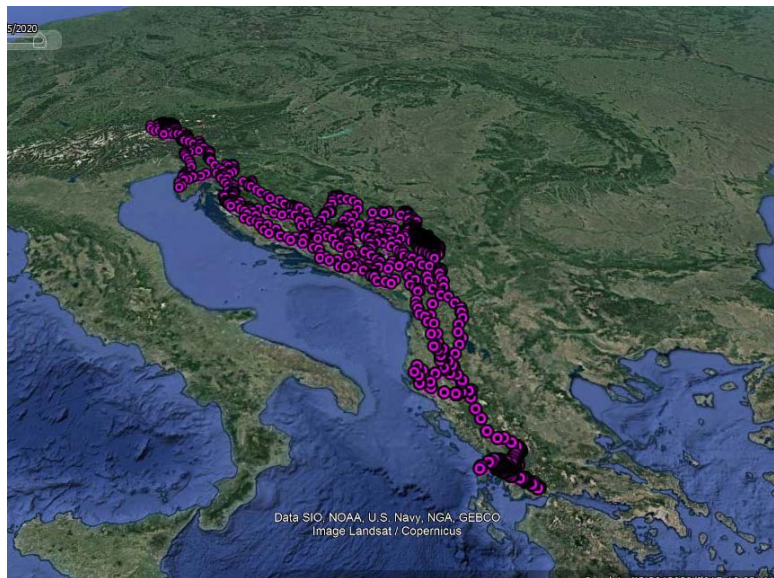 5/2020
Data SIO, NOAA, U.S. Navy, NGA, GEBCO
Image Landsat / Copernicus